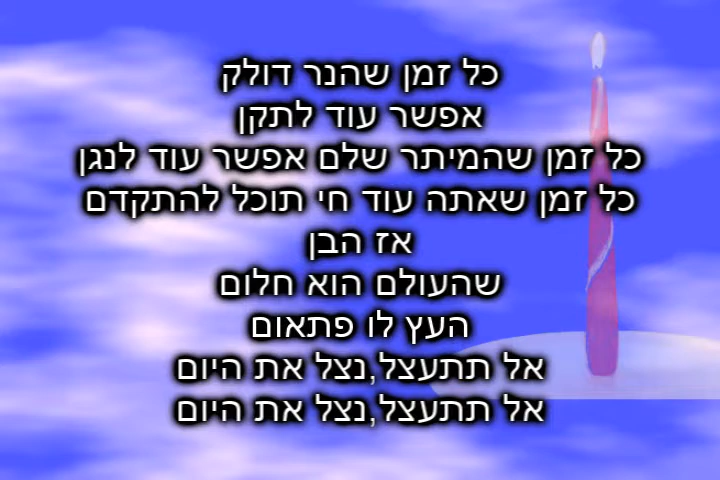 כל זמן שהנר דולק
אפשר עוד לתקן
כל זמן שהמיתר שלם אפשר עוד לנגן
כל זמן שאתה עוד חי תוכל להתקדם
אז הבן
שהעולם הוא חלום
העץ לו פתאום
אל תתעצל,נצל את היום
אל תתעצל,נצל את היום